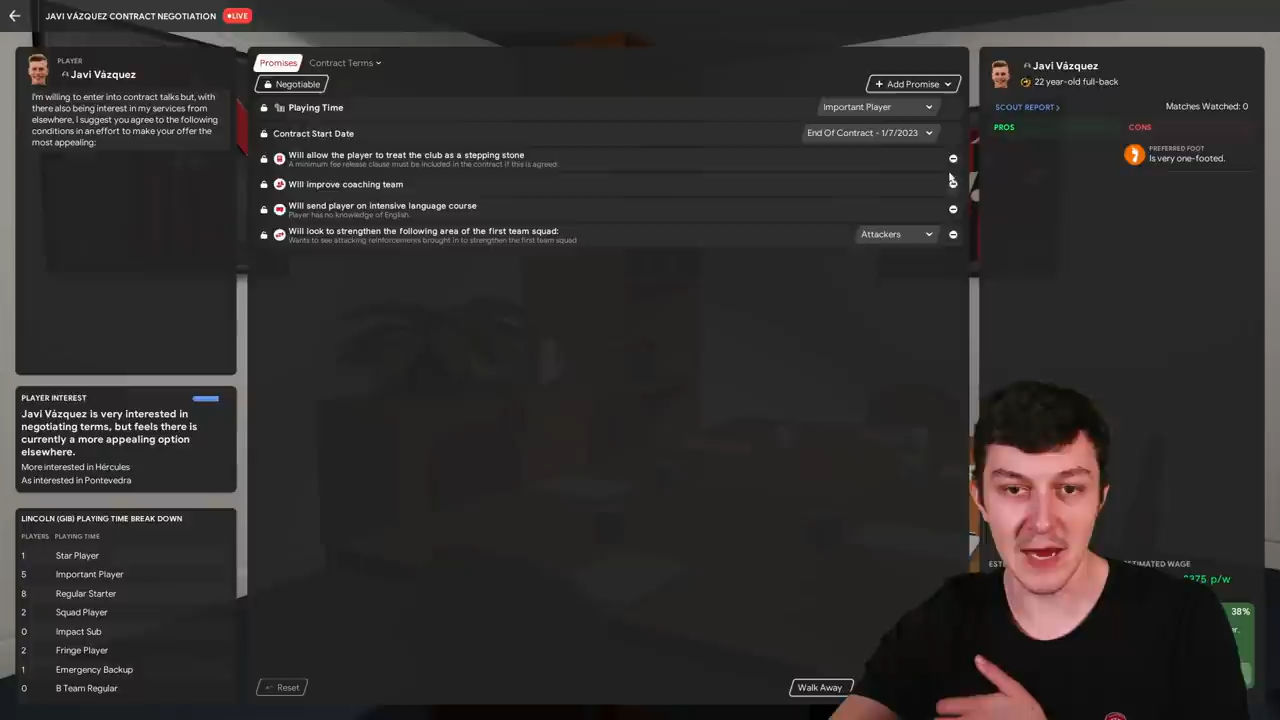 JAVI VÁZQUEZ CONTRACT NEGOTIATION
LIVE
PLAYER
Javi Vázquez
I'm willing to enter into contract talks but, with
there also being interest in my services from
elsewhere, I suggest you agree to the following
conditions in an effort to make your offer the
most appealing:
PLAYER INTEREST
Javi Vázquez is very interested in
negotiating terms, but feels there is
currently a more appealing option
elsewhere.
More interested in Hércules
As interested in Pontevedra
LINCOLN (GIB) PLAYING TIME BREAK DOWN
PLAYERS PLAYING TIME
1 Star Player
5 Important Player
8 Regular Starter
2 Squad Player
0 Impact Sub
2 Fringe Player
1 Emergency Backup
0 B Team Regular
Promises Contract Terms
Negotiable + Add Promise
Playing Time Important Player
Contract Start Date End Of Contract - 1/7/2023
Will allow the player to treat the club as a stepping stone
A minimum fee release clause must be included in the contract if this is agreed.
Will improve coaching team
Will send player on intensive language course
Player has no knowledge of English.
Will look to strengthen the following area of the first team squad: Attackers
Wants to see attacking reinforcements brought in to strengthen the first team squad
Reset
Walk Away
Javi Vázquez
22 year-old full-back
SCOUT REPORT > Matches Watched: 0
PROS CONS
PREFERRED FOOT
Is very one-footed.
WAGE
p/w
38%